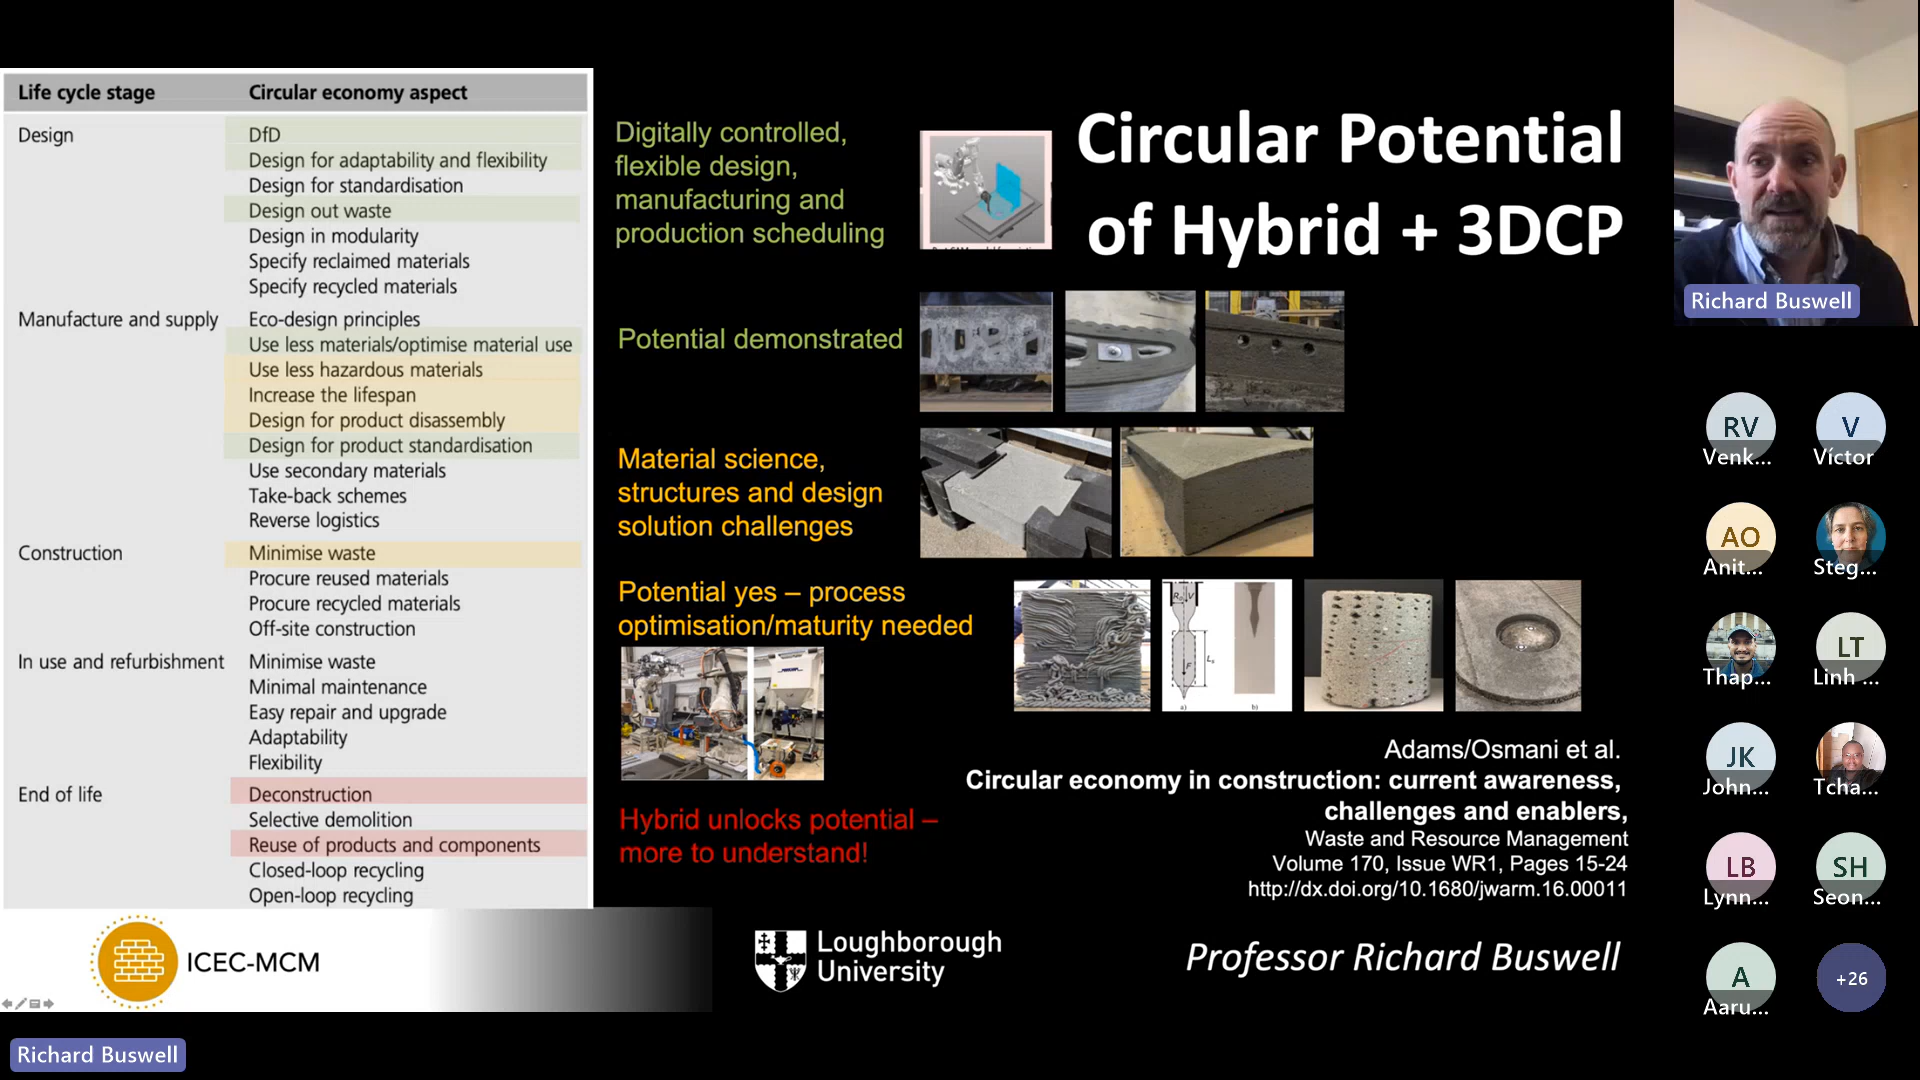 Life cycle stage Circular economy aspect
Design DfD
Design for adaptability and flexibility
Design for standardisation
Design out waste
Design in modularity
Specify reclaimed materials
Specify recycled materials
Manufacture and supply Eco-design principles
Use less materials/optimise material use
Use less hazardous materials
Increase the lifespan
Design for product disassembly
Design for product standardisation
Use secondary materials
Take-back schemes
Reverse logistics
Construction Minimise waste
Procure reused materials
Procure recycled materials
Off-site construction
In use and refurbishment Minimise waste
Minimal maintenance
Easy repair and upgrade
Adaptability
Flexibility
End of life Deconstruction
Selective demolition
Reuse of products and components
Closed-loop recycling
Open-loop recycling
ICEC-MCM
Digitally controlled,
flexible design,
manufacturing and
production scheduling
Circular Potential
of Hybrid + 3DCP
Potential demonstrated
Material science,
structures and design
solution challenges
Potential yes – process
optimisation/maturity needed
V
F
a)
b)
Hybrid unlocks potential –
more to understand!
Adams/Osmani et al.
Circular economy in construction: current awareness,
challenges and enablers,
Waste and Resource Management
Volume 170, Issue WR1, Pages 15-24
http://dx.doi.org/10.1680/jwarm.16.00011
Loughborough
University
Professor Richard Buswell
Richard Buswell
RV
Venk...
V
Víctor
AO
Anit...
Steg...
Thap...
LT
Linh ...
JK
John...
Tcha...
LB
Lynn...
SH
Seon...
A
Aaru...
+26
Richard Buswell